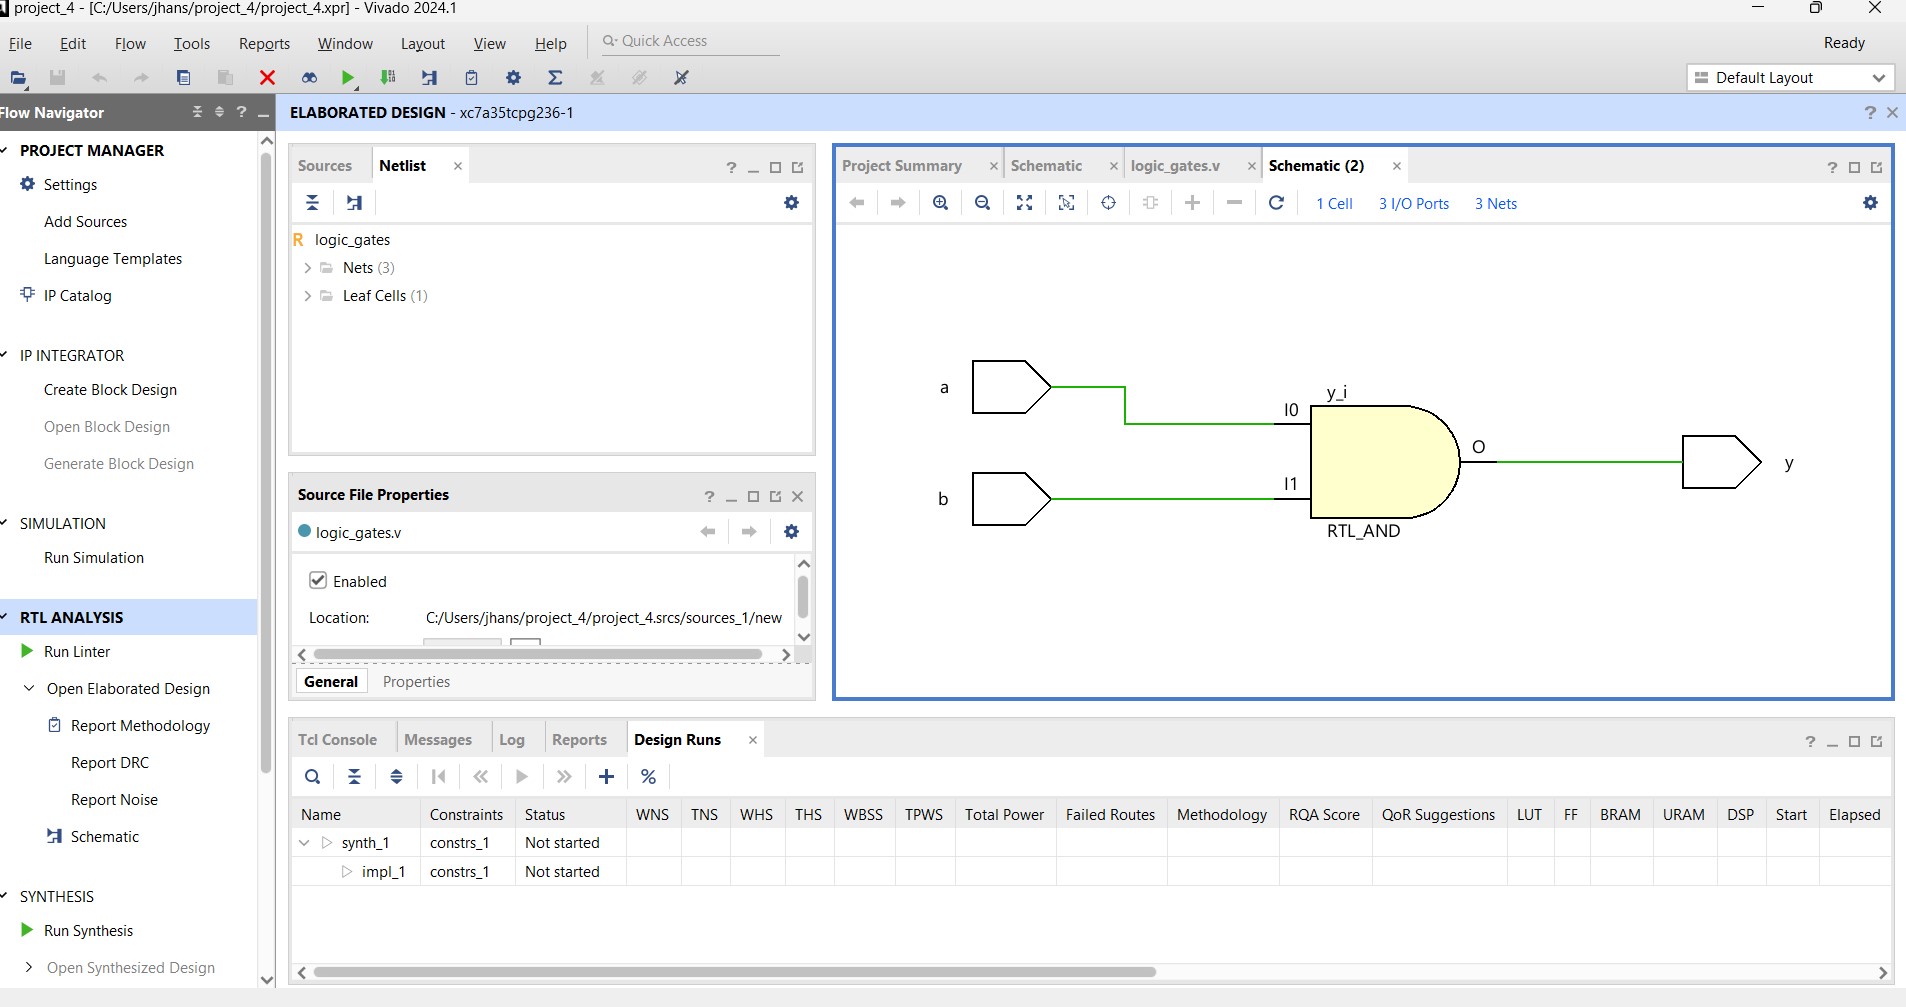 project_4 - [C:/Users/jhans/project_4/project_4.xpr] - Vivado 2024.1
File Edit Flow Tools Reports Window Layout View Help Quick Access Ready
Default Layout
Flow Navigator
ELABORATED DESIGN - xc7a35tcpg236-1
PROJECT MANAGER
Settings
Add Sources
Language Templates
IP Catalog
IP INTEGRATOR
Create Block Design
Open Block Design
Generate Block Design
SIMULATION
Run Simulation
RTL ANALYSIS
Run Linter
Open Elaborated Design
Report Methodology
Report DRC
Report Noise
Schematic
SYNTHESIS
Run Synthesis
Open Synthesized Design
Sources Netlist
R logic_gates
Nets (3)
Leaf Cells (1)
Source File Properties
logic_gates.v
Enabled
Location: C:/Users/jhans/project_4/project_4.srcs/sources_1/new
General Properties
Project Summary Schematic logic_gates.v Schematic (2)
1 Cell 3 I/O Ports 3 Nets
a
b
y_i
I0
I1
O
RTL_AND
y
Tcl Console Messages Log Reports Design Runs
Name Constraints Status WNS TNS WHS THS WBSS TPWS Total Power Failed Routes Methodology RQA Score QoR Suggestions LUT FF BRAM URAM DSP Start Elapsed
synth_1 constrs_1 Not started
impl_1 constrs_1 Not started